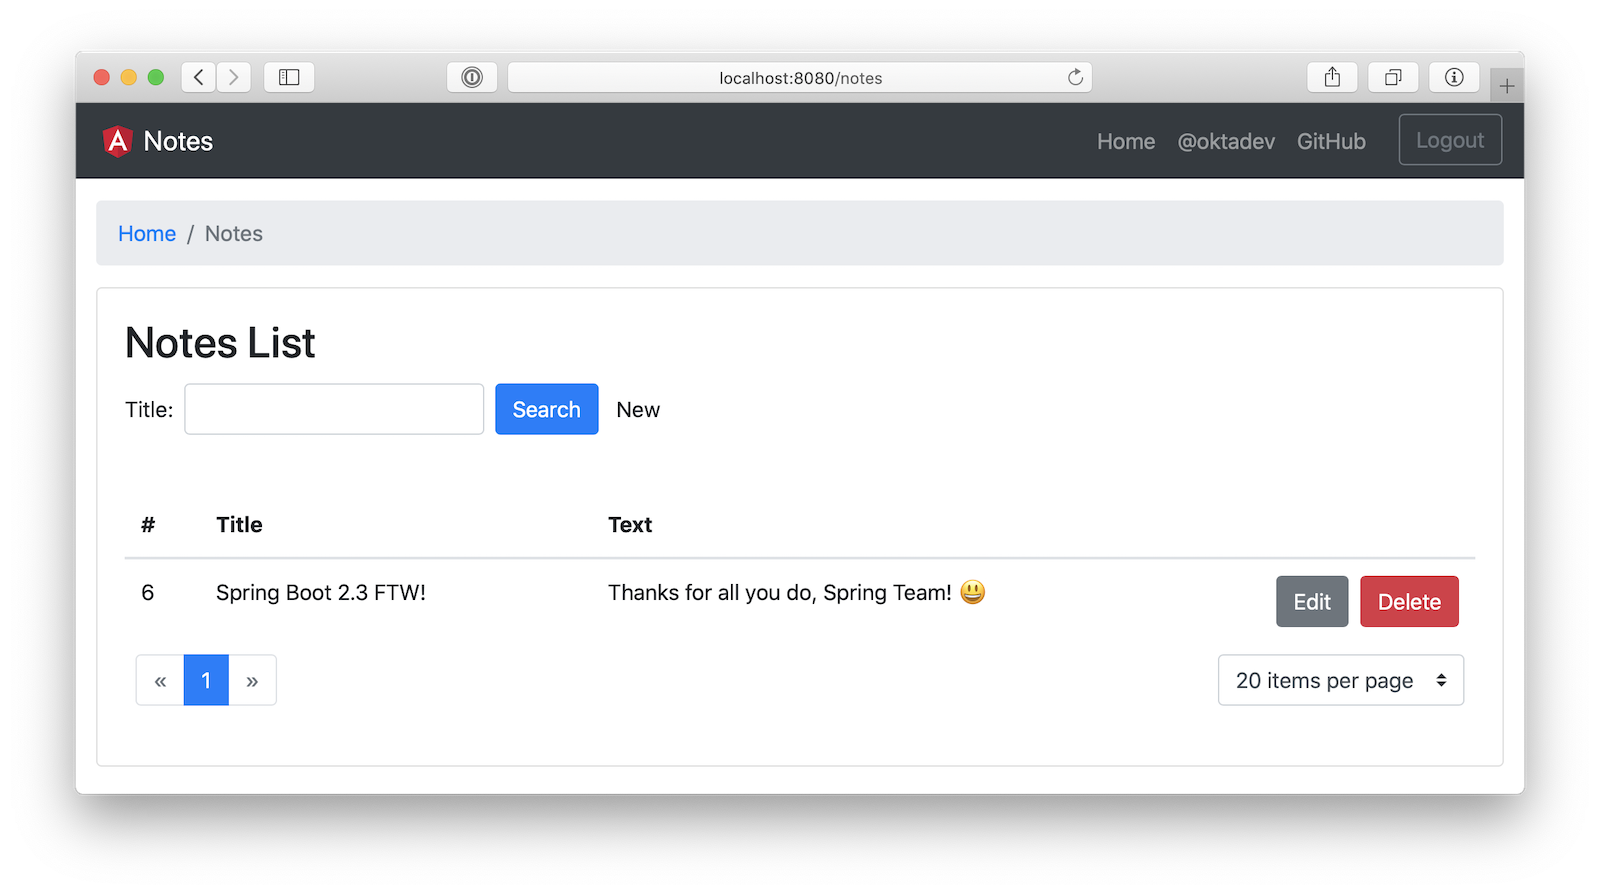 localhost:8080/notes
Notes Home @oktadev GitHub Logout
Home / Notes
Notes List
Title: Search New
# Title Text
6 Spring Boot 2.3 FTW! Thanks for all you do, Spring Team! 😃 Edit Delete
« 1 » 20 items per page